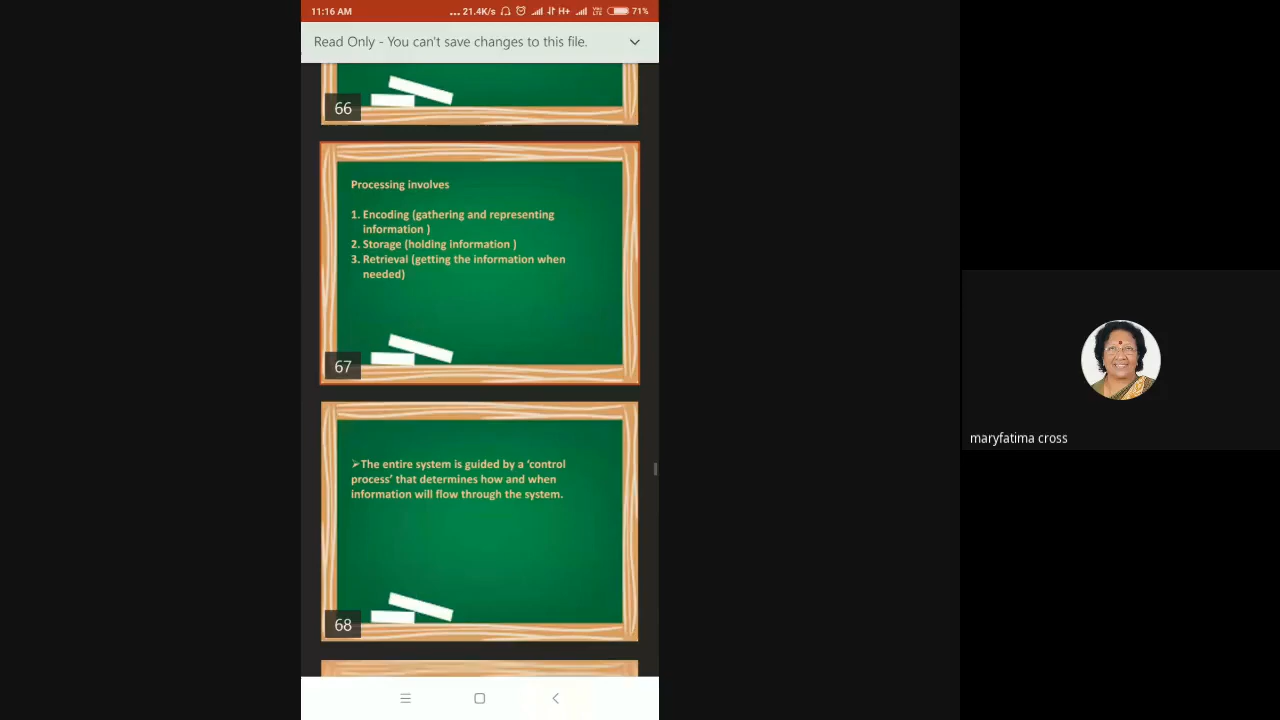 11:16 AM
... 21.4K/s H+ Vo LTE 71%
Read Only - You can't save changes to this file.
66
Processing involves
1. Encoding (gathering and representing
information )
2. Storage (holding information )
3. Retrieval (getting the information when
needed)
67
➢The entire system is guided by a ‘control
process’ that determines how and when
information will flow through the system.
68
maryfatima cross